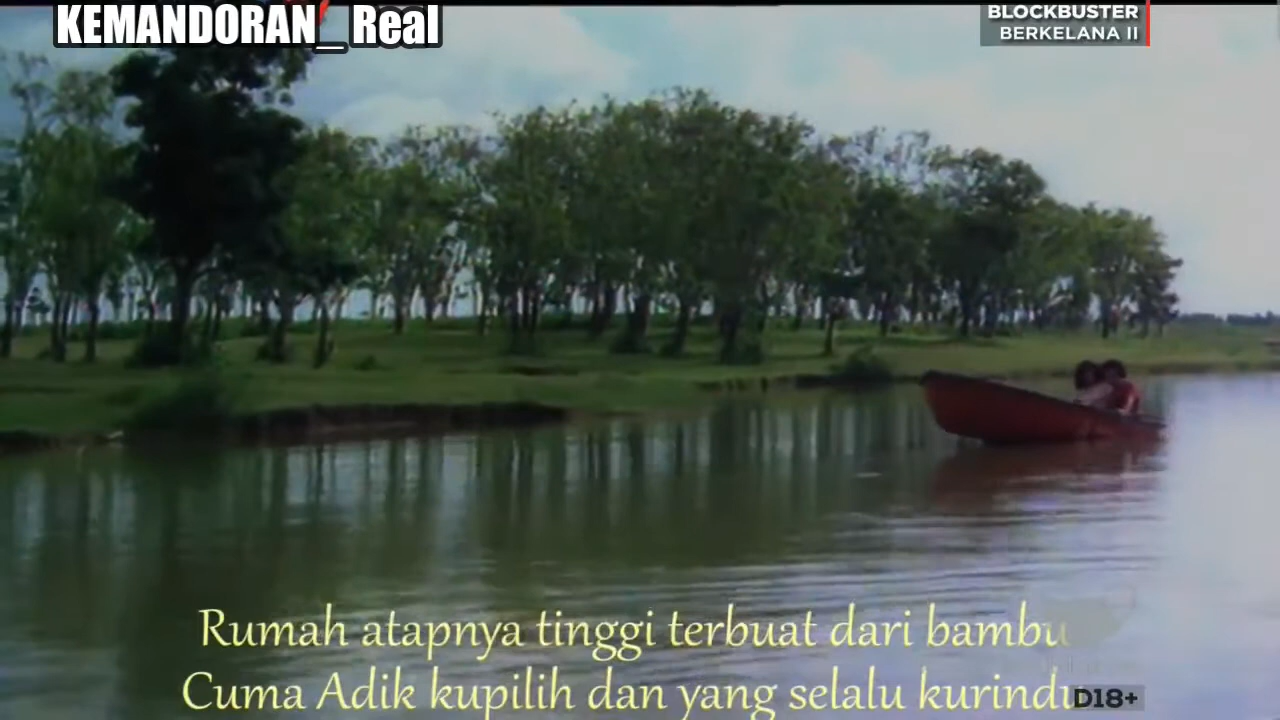 KEMANDORAN_ Real
BLOCKBUSTER
BERKELANA II
Rumah atapnya tinggi terbuat dari bambu
Cuma Adik kupilih dan yang selalu kurindu
D18+